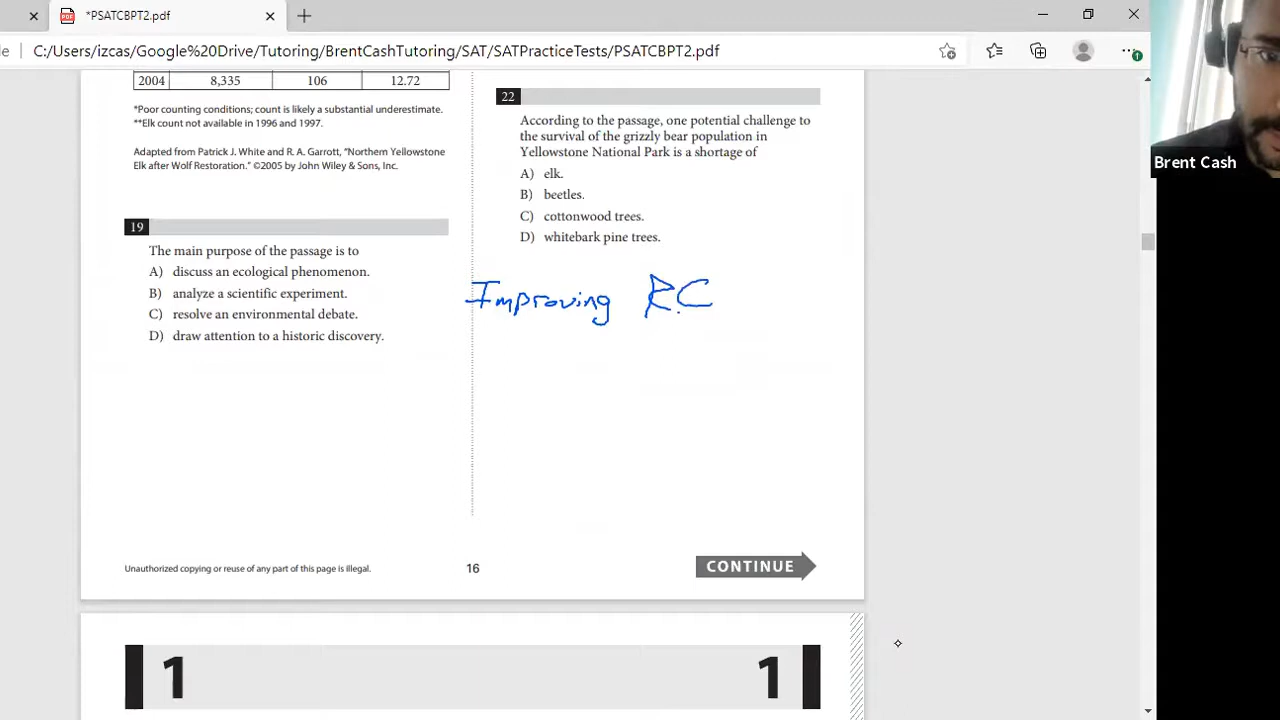 *PSATCBPT2.pdf
C:/Users/izcas/Google%20Drive/Tutoring/BrentCashTutoring/SAT/SATPracticeTests/PSATCBPT2.pdf
Brent Cash
2004 8,335 106 12.72
*Poor counting conditions; count is likely a substantial underestimate.
**Elk count not available in 1996 and 1997.
Adapted from Patrick J. White and R. A. Garrott, “Northern Yellowstone
Elk after Wolf Restoration.” ©2005 by John Wiley & Sons, Inc.
19
The main purpose of the passage is to
A) discuss an ecological phenomenon.
B) analyze a scientific experiment.
C) resolve an environmental debate.
D) draw attention to a historic discovery.
22
According to the passage, one potential challenge to
the survival of the grizzly bear population in
Yellowstone National Park is a shortage of
A) elk.
B) beetles.
C) cottonwood trees.
D) whitebark pine trees.
Improving RC
Unauthorized copying or reuse of any part of this page is illegal.
16
CONTINUE
1 1